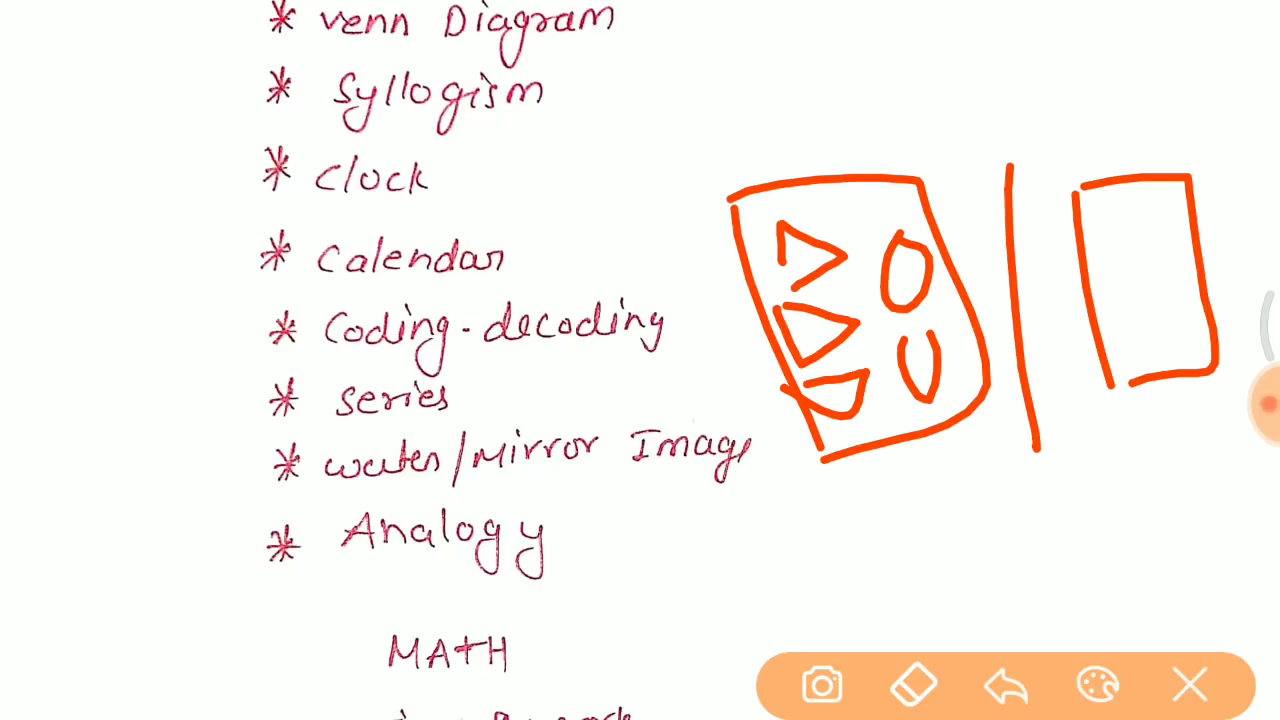 * venn Diagram
* Syllogism
* Clock
* Calendar
* Coding-decoding
* series
* water/Mirror Image
* Analogy
MATH